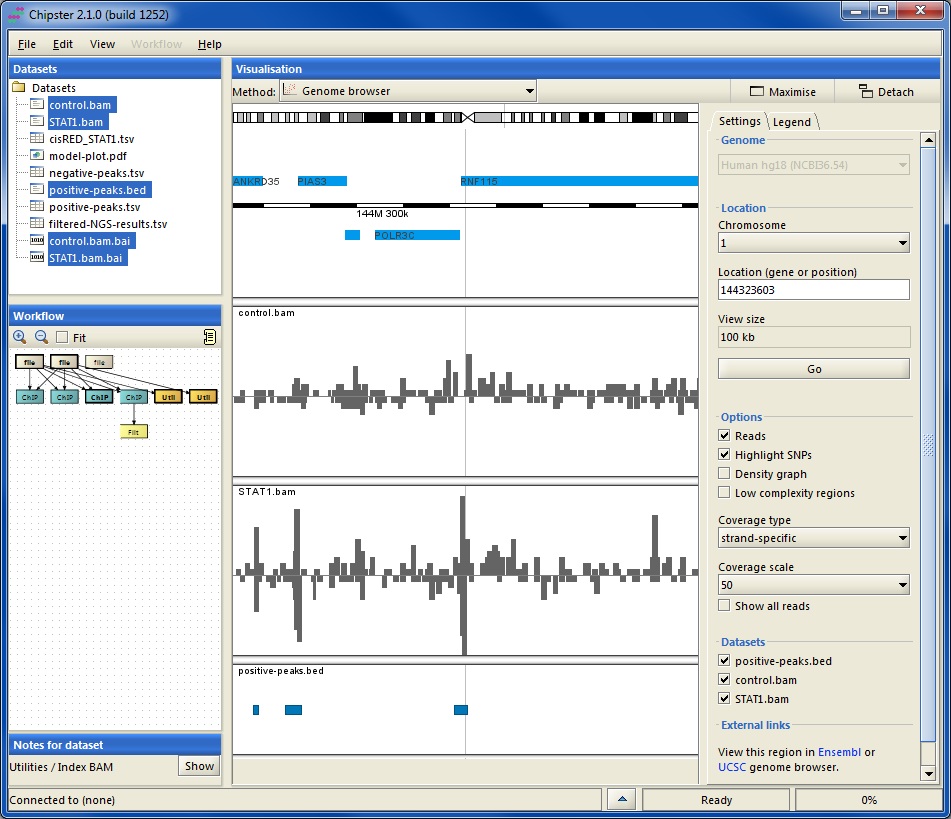 Chipster 2.1.0 (build 1252)
File Edit View Workflow Help
Datasets
Datasets
control.bam
STAT1.bam
cisRED_STAT1.tsv
model-plot.pdf
negative-peaks.tsv
positive-peaks.bed
positive-peaks.tsv
filtered-NGS-results.tsv
control.bam.bai
STAT1.bam.bai
Workflow
Fit
file file file
ChIP ChIP ChIP ChIP Util Util
Filt
Notes for dataset
Utilities / Index BAM Show
Visualisation
Method: Genome browser Maximise Detach
ANKRD35 PIAS3 RNF115
144M 300k
POLR3C
control.bam
STAT1.bam
positive-peaks.bed
Settings Legend
Genome
Human hg18 (NCBI36.54)
Location
Chromosome
1
Location (gene or position)
144323603
View size
100 kb
Go
Options
Reads
Highlight SNPs
Density graph
Low complexity regions
Coverage type
strand-specific
Coverage scale
50
Show all reads
Datasets
positive-peaks.bed
control.bam
STAT1.bam
External links
View this region in Ensembl or
UCSC genome browser.
Connected to (none) Ready 0%